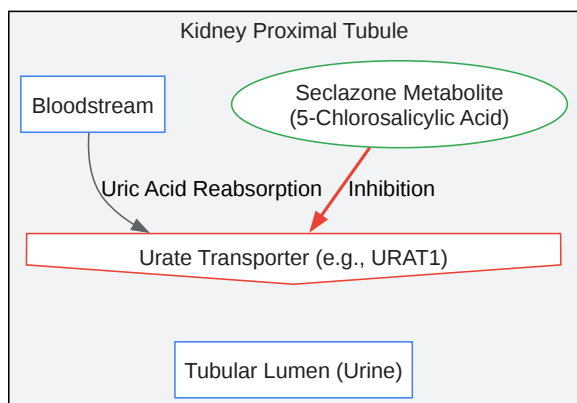 Kidney Proximal Tubule
Bloodstream
Seclazone Metabolite
(5-Chlorosalicylic Acid)
Uric Acid Reabsorption
Inhibition
Urate Transporter (e.g., URAT1)
Tubular Lumen (Urine)